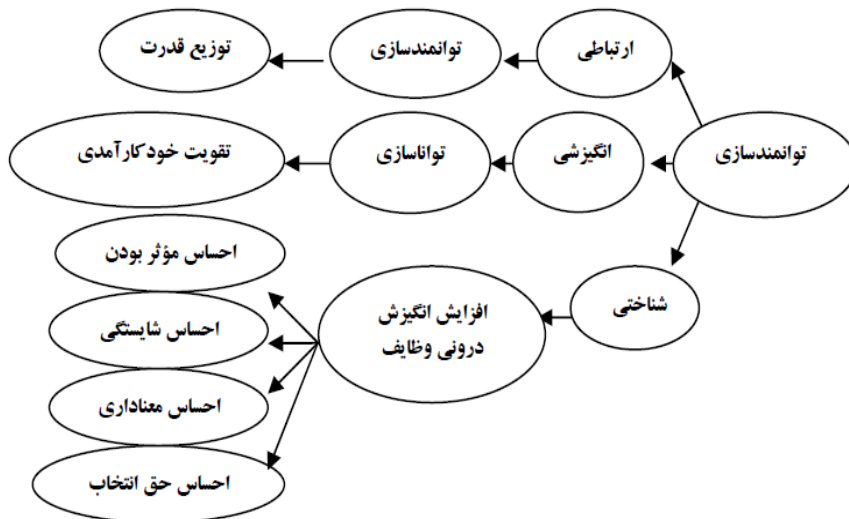 توانمندسازی
ارتباطی
توانمندسازی
توزیع قدرت
انگیزشی
تواناسازی
تقویت خودکارآمدی
شناختی
افزایش انگیزش
درونی وظایف
احساس مؤثر بودن
احساس شایستگی
احساس معناداری
احساس حق انتخاب